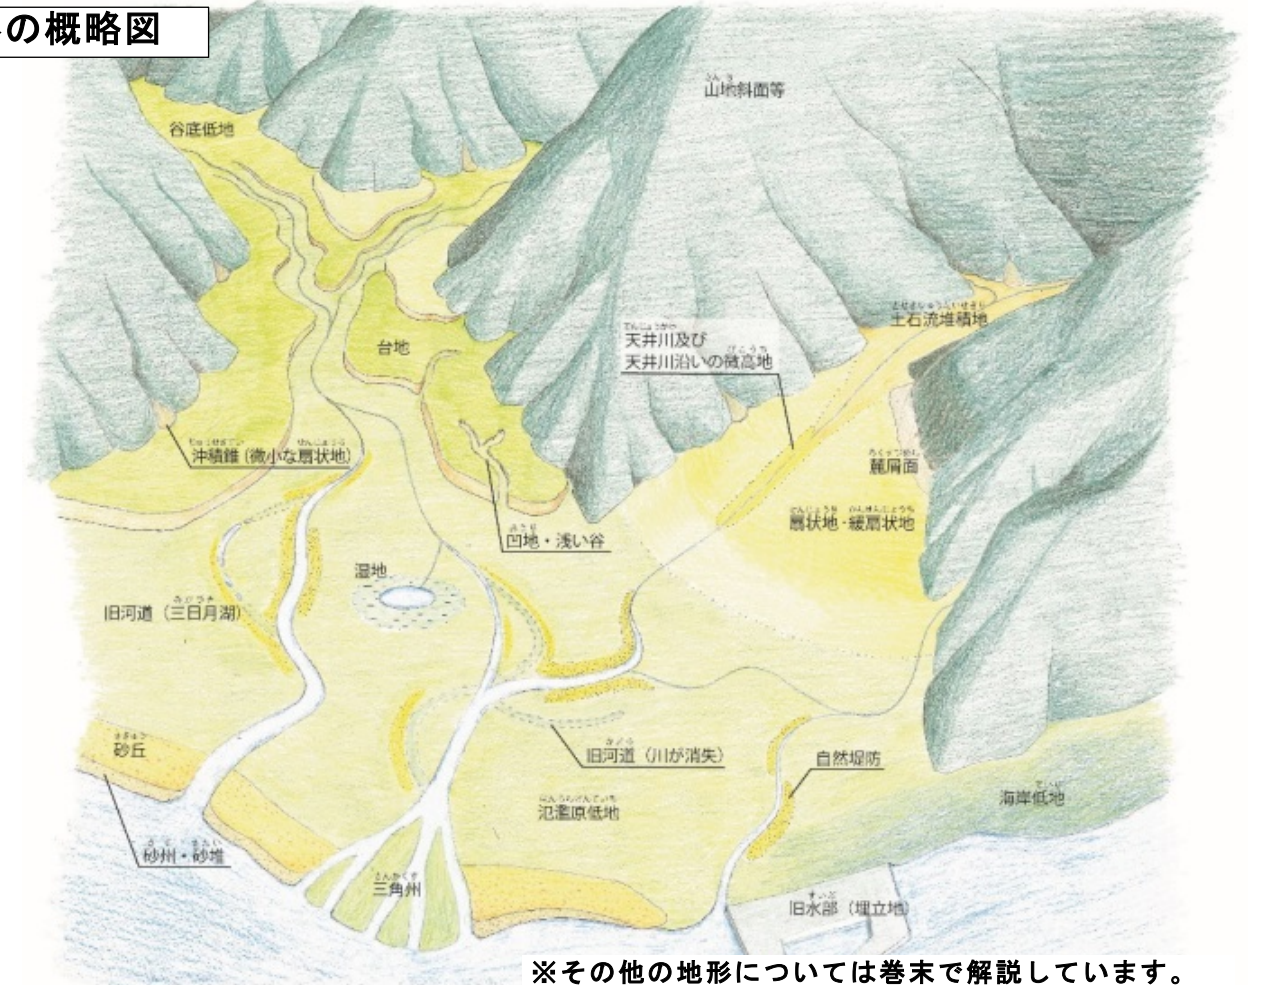 の概略図
山地斜面等
谷底低地
土石流堆積地
天井川及び
天井川沿いの微高地
台地
沖積錐(微小な扇状地)
麓屑面
扇状地・緩扇状地
凹地・浅い谷
湿地
旧河道(三日月湖)
砂丘
旧河道(川が消失)
自然堤防
海岸低地
氾濫原低地
砂州・砂堆
三角州
旧水部(埋立地)
※その他の地形については巻末で解説しています。